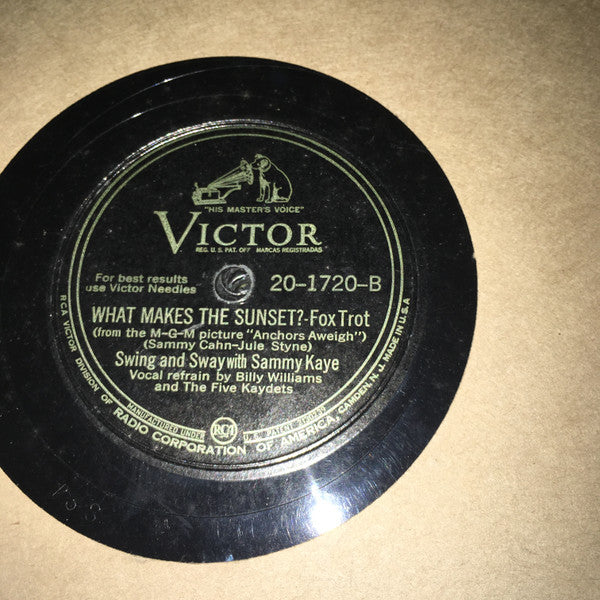 "HIS MASTER'S VOICE"
VICTOR
REG. U.S. PAT. OFF. MARCAS REGISTRADAS
For best results
use Victor Needles
20-1720-B
WHAT MAKES THE SUNSET?-Fox Trot
(from the M-G-M picture "Anchors Aweigh")
(Sammy Cahn-Jule Styne)
Swing and Sway with Sammy Kaye
Vocal refrain by Billy Williams
and The Five Kaydets
MANUFACTURED UNDER RCA U.S. PATENT
RCA VICTOR DIVISION OF RADIO CORPORATION OF AMERICA, CAMDEN, N. J. MADE IN U.S.A.